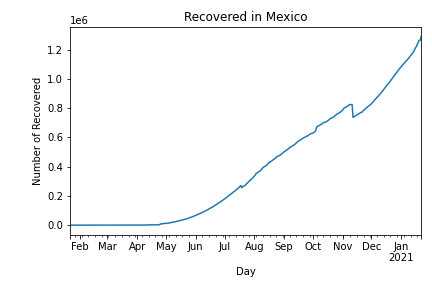 Recovered in Mexico
1e6
1.2
1.0
0.8
0.6
0.4
0.2
0.0
Number of Recovered
Feb Mar Apr May Jun Jul Aug Sep Oct Nov Dec Jan
2021
Day